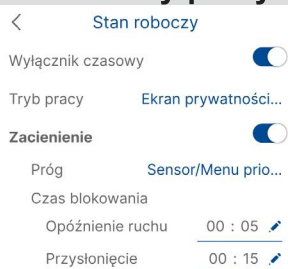 Stan roboczy
Wyłącznik czasowy
Tryb pracy Ekran prywatności...
Zacienienie
Próg Sensor/Menu prio...
Czas blokowania
Opóźnienie ruchu 00 : 05
Przysłonięcie 00 : 15